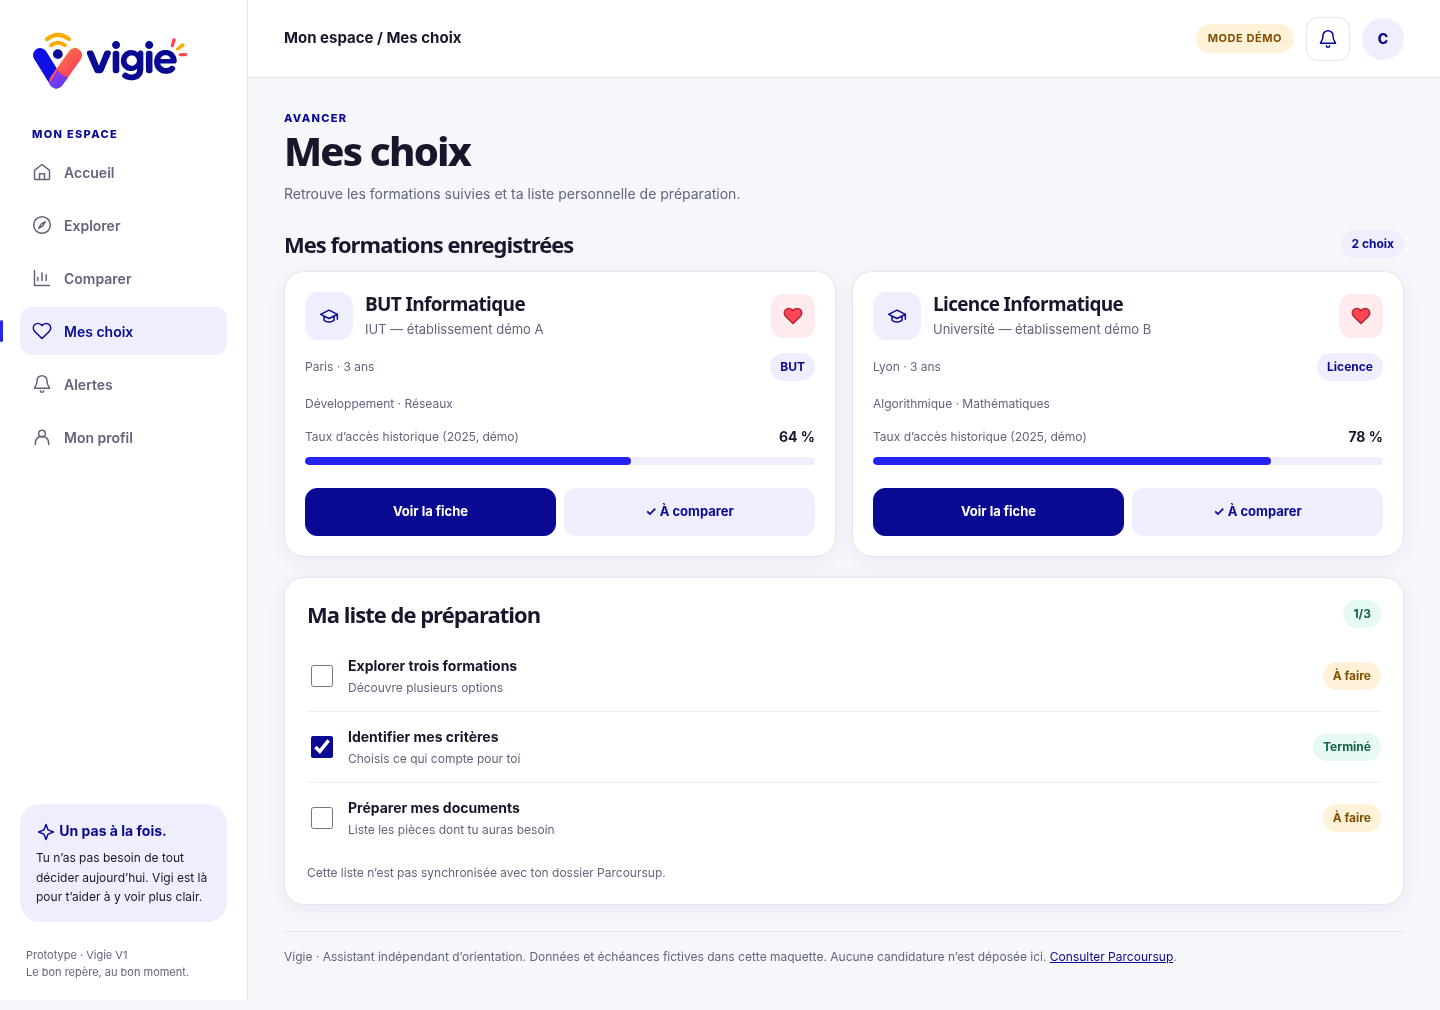 vigie
MON ESPACE
Accueil
Explorer
Comparer
Mes choix
Alertes
Mon profil
Un pas à la fois.
Tu n’as pas besoin de tout
décider aujourd’hui. Vigi est là
pour t’aider à y voir plus clair.
Prototype · Vigie V1
Le bon repère, au bon moment.
Mon espace / Mes choix
MODE DÉMO
C
AVANCER
Mes choix
Retrouve les formations suivies et ta liste personnelle de préparation.
Mes formations enregistrées
2 choix
BUT Informatique
IUT — établissement démo A
Paris · 3 ans
BUT
Développement · Réseaux
Taux d’accès historique (2025, démo)
64 %
Voir la fiche
✓ À comparer
Licence Informatique
Université — établissement démo B
Lyon · 3 ans
Licence
Algorithmique · Mathématiques
Taux d’accès historique (2025, démo)
78 %
Voir la fiche
✓ À comparer
Ma liste de préparation
1/3
Explorer trois formations
Découvre plusieurs options
À faire
Identifier mes critères
Choisis ce qui compte pour toi
Terminé
Préparer mes documents
Liste les pièces dont tu auras besoin
À faire
Cette liste n’est pas synchronisée avec ton dossier Parcoursup.
Vigie · Assistant indépendant d’orientation. Données et échéances fictives dans cette maquette. Aucune candidature n’est déposée ici. Consulter Parcoursup.